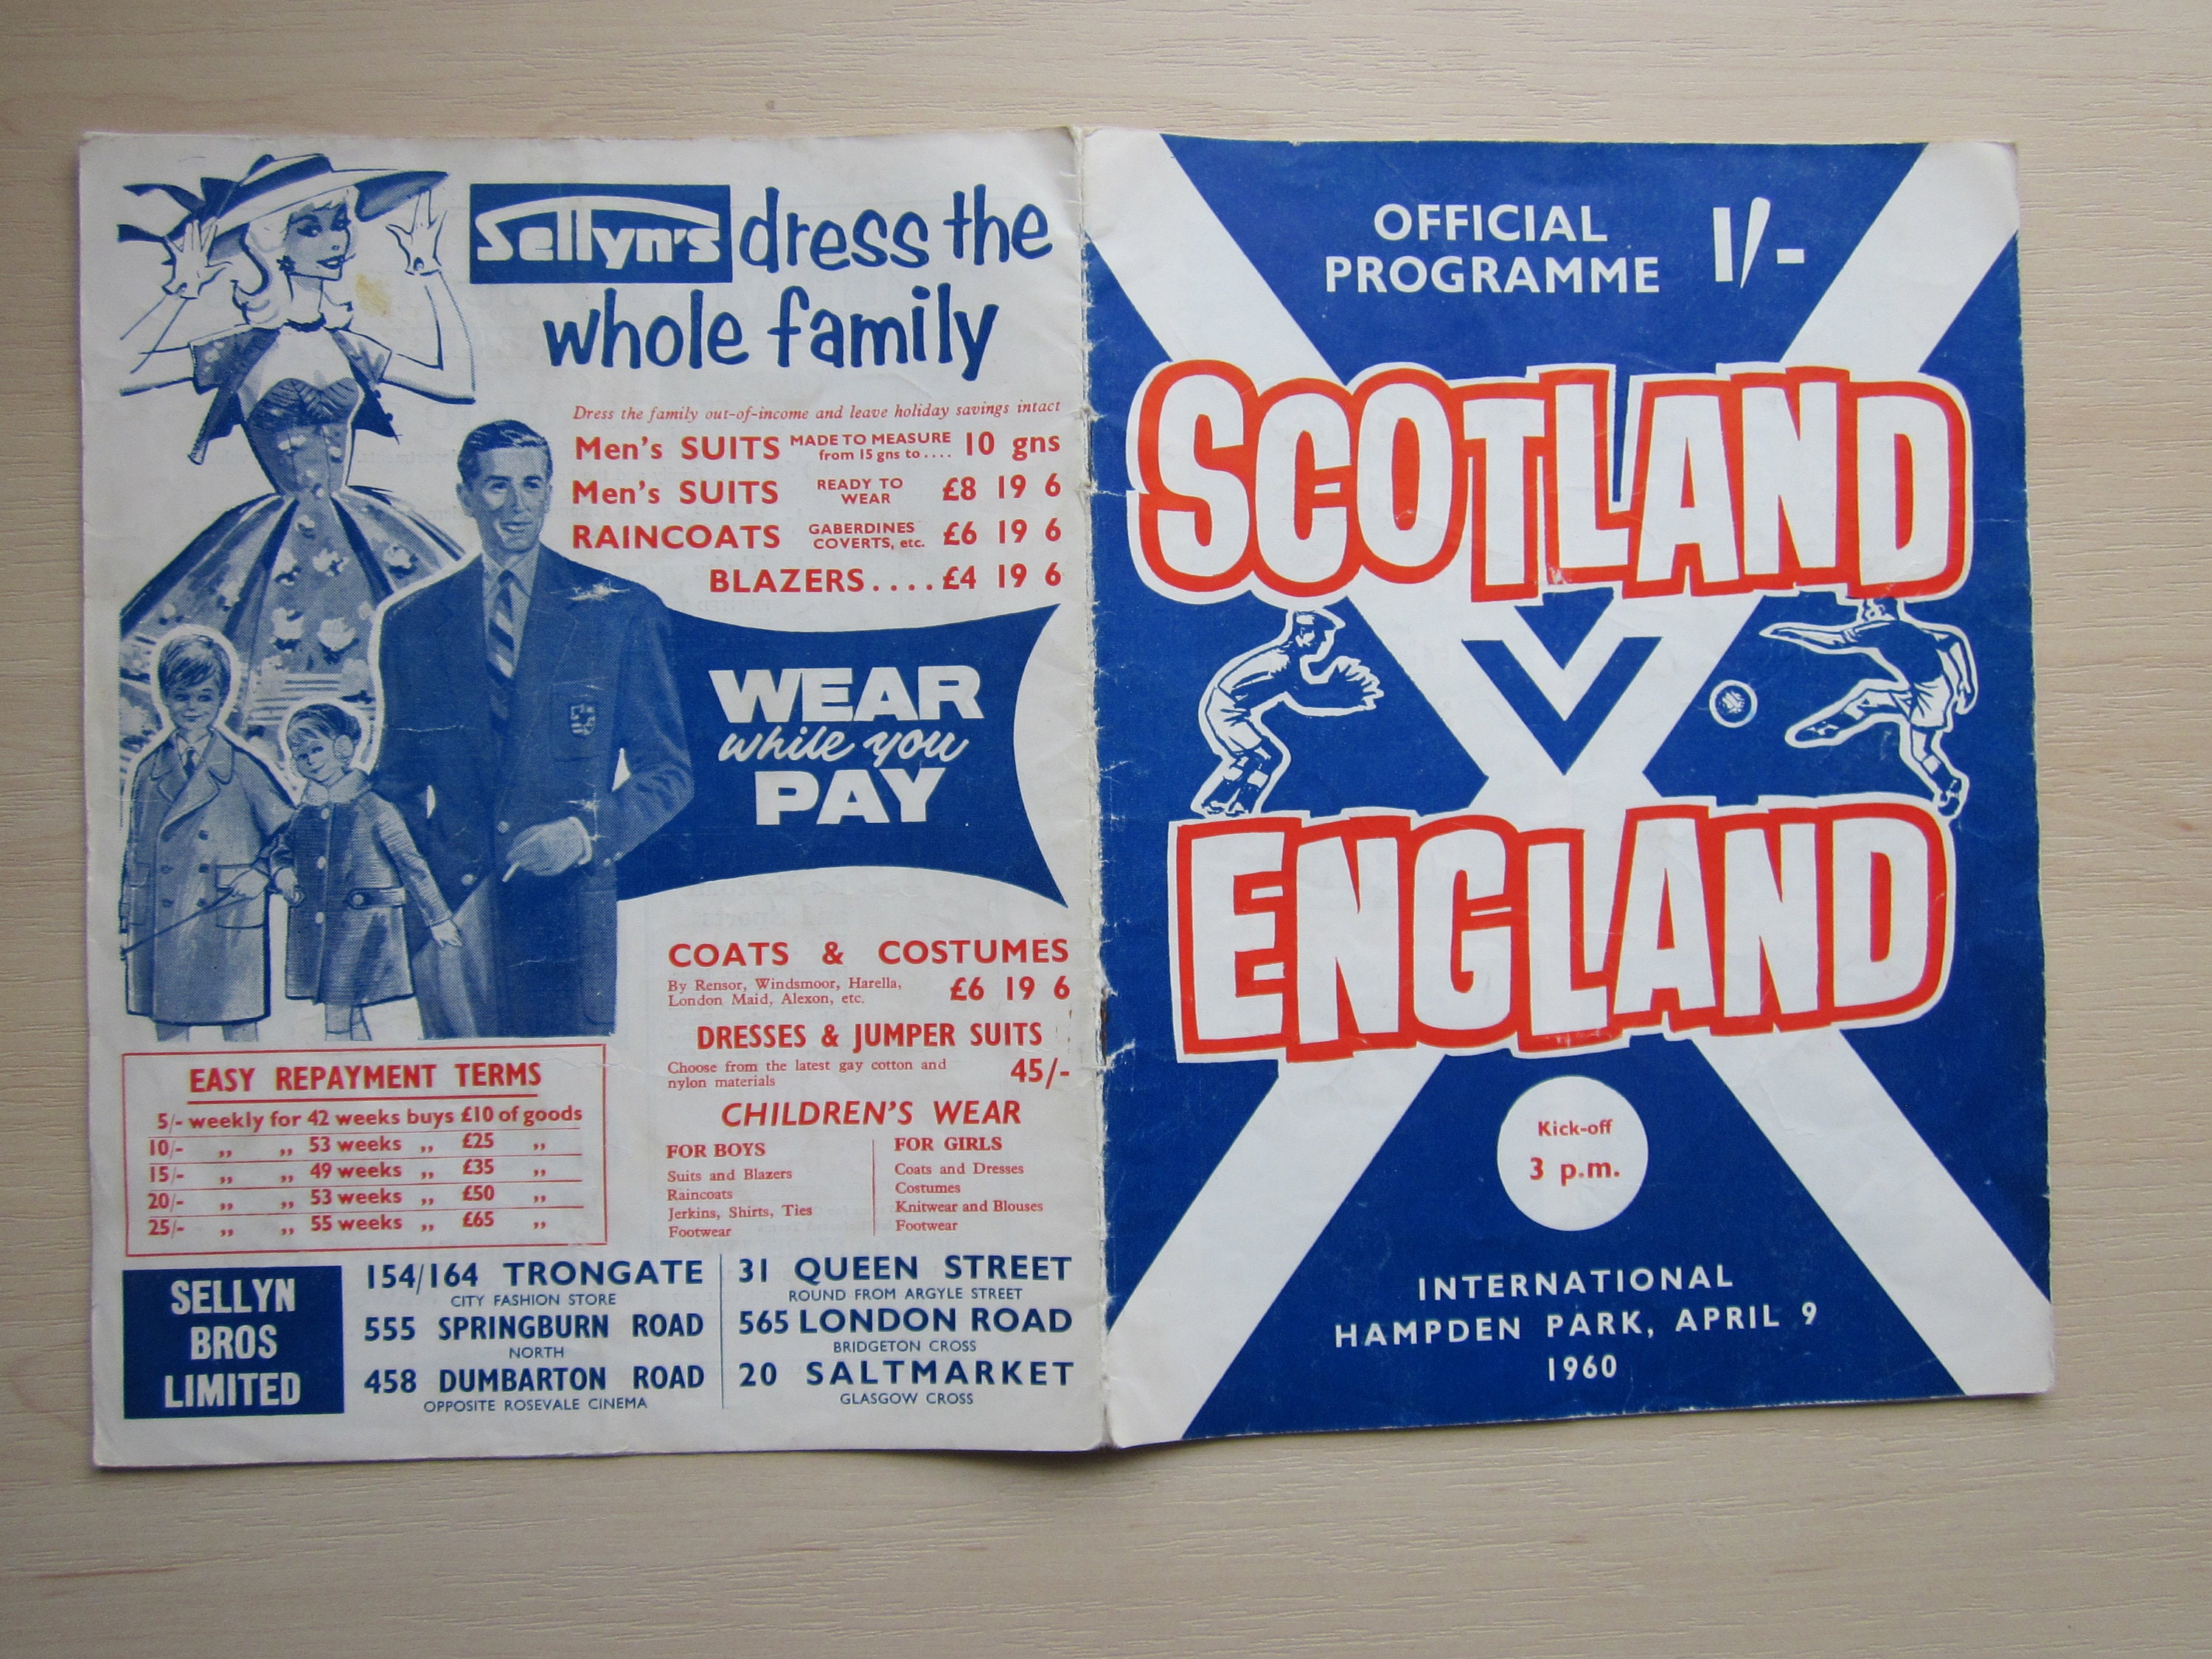 Sellyn's dress the
whole family
Dress the family out-of-income and leave holiday savings intact
Men's SUITS MADE TO MEASURE from 15 gns to.... 10 gns
Men's SUITS READY TO WEAR £8 19 6
RAINCOATS GABERDINES COVERTS, etc. £6 19 6
BLAZERS....£4 19 6
WEAR
while you
PAY
COATS & COSTUMES
By Rensor, Windsmoor, Harella,
London Maid, Alexon, etc. £6 19 6
DRESSES & JUMPER SUITS
Choose from the latest gay cotton and
nylon materials 45/-
CHILDREN'S WEAR
FOR BOYS
Suits and Blazers
Raincoats
Jerkins, Shirts, Ties
Footwear
FOR GIRLS
Coats and Dresses
Costumes
Knitwear and Blouses
Footwear
EASY REPAYMENT TERMS
5/- weekly for 42 weeks buys £10 of goods
10/- ,, ,, 53 weeks ,, £25 ,,
15/- ,, ,, 49 weeks ,, £35 ,,
20/- ,, ,, 53 weeks ,, £50 ,,
25/- ,, ,, 55 weeks ,, £65 ,,
SELLYN
BROS
LIMITED
154/164 TRONGATE
CITY FASHION STORE
555 SPRINGBURN ROAD
NORTH
458 DUMBARTON ROAD
OPPOSITE ROSEVALE CINEMA
31 QUEEN STREET
ROUND FROM ARGYLE STREET
565 LONDON ROAD
BRIDGETON CROSS
20 SALTMARKET
GLASGOW CROSS
OFFICIAL
PROGRAMME 1/-
SCOTLAND
V
ENGLAND
Kick-off
3 p.m.
INTERNATIONAL
HAMPDEN PARK, APRIL 9
1960